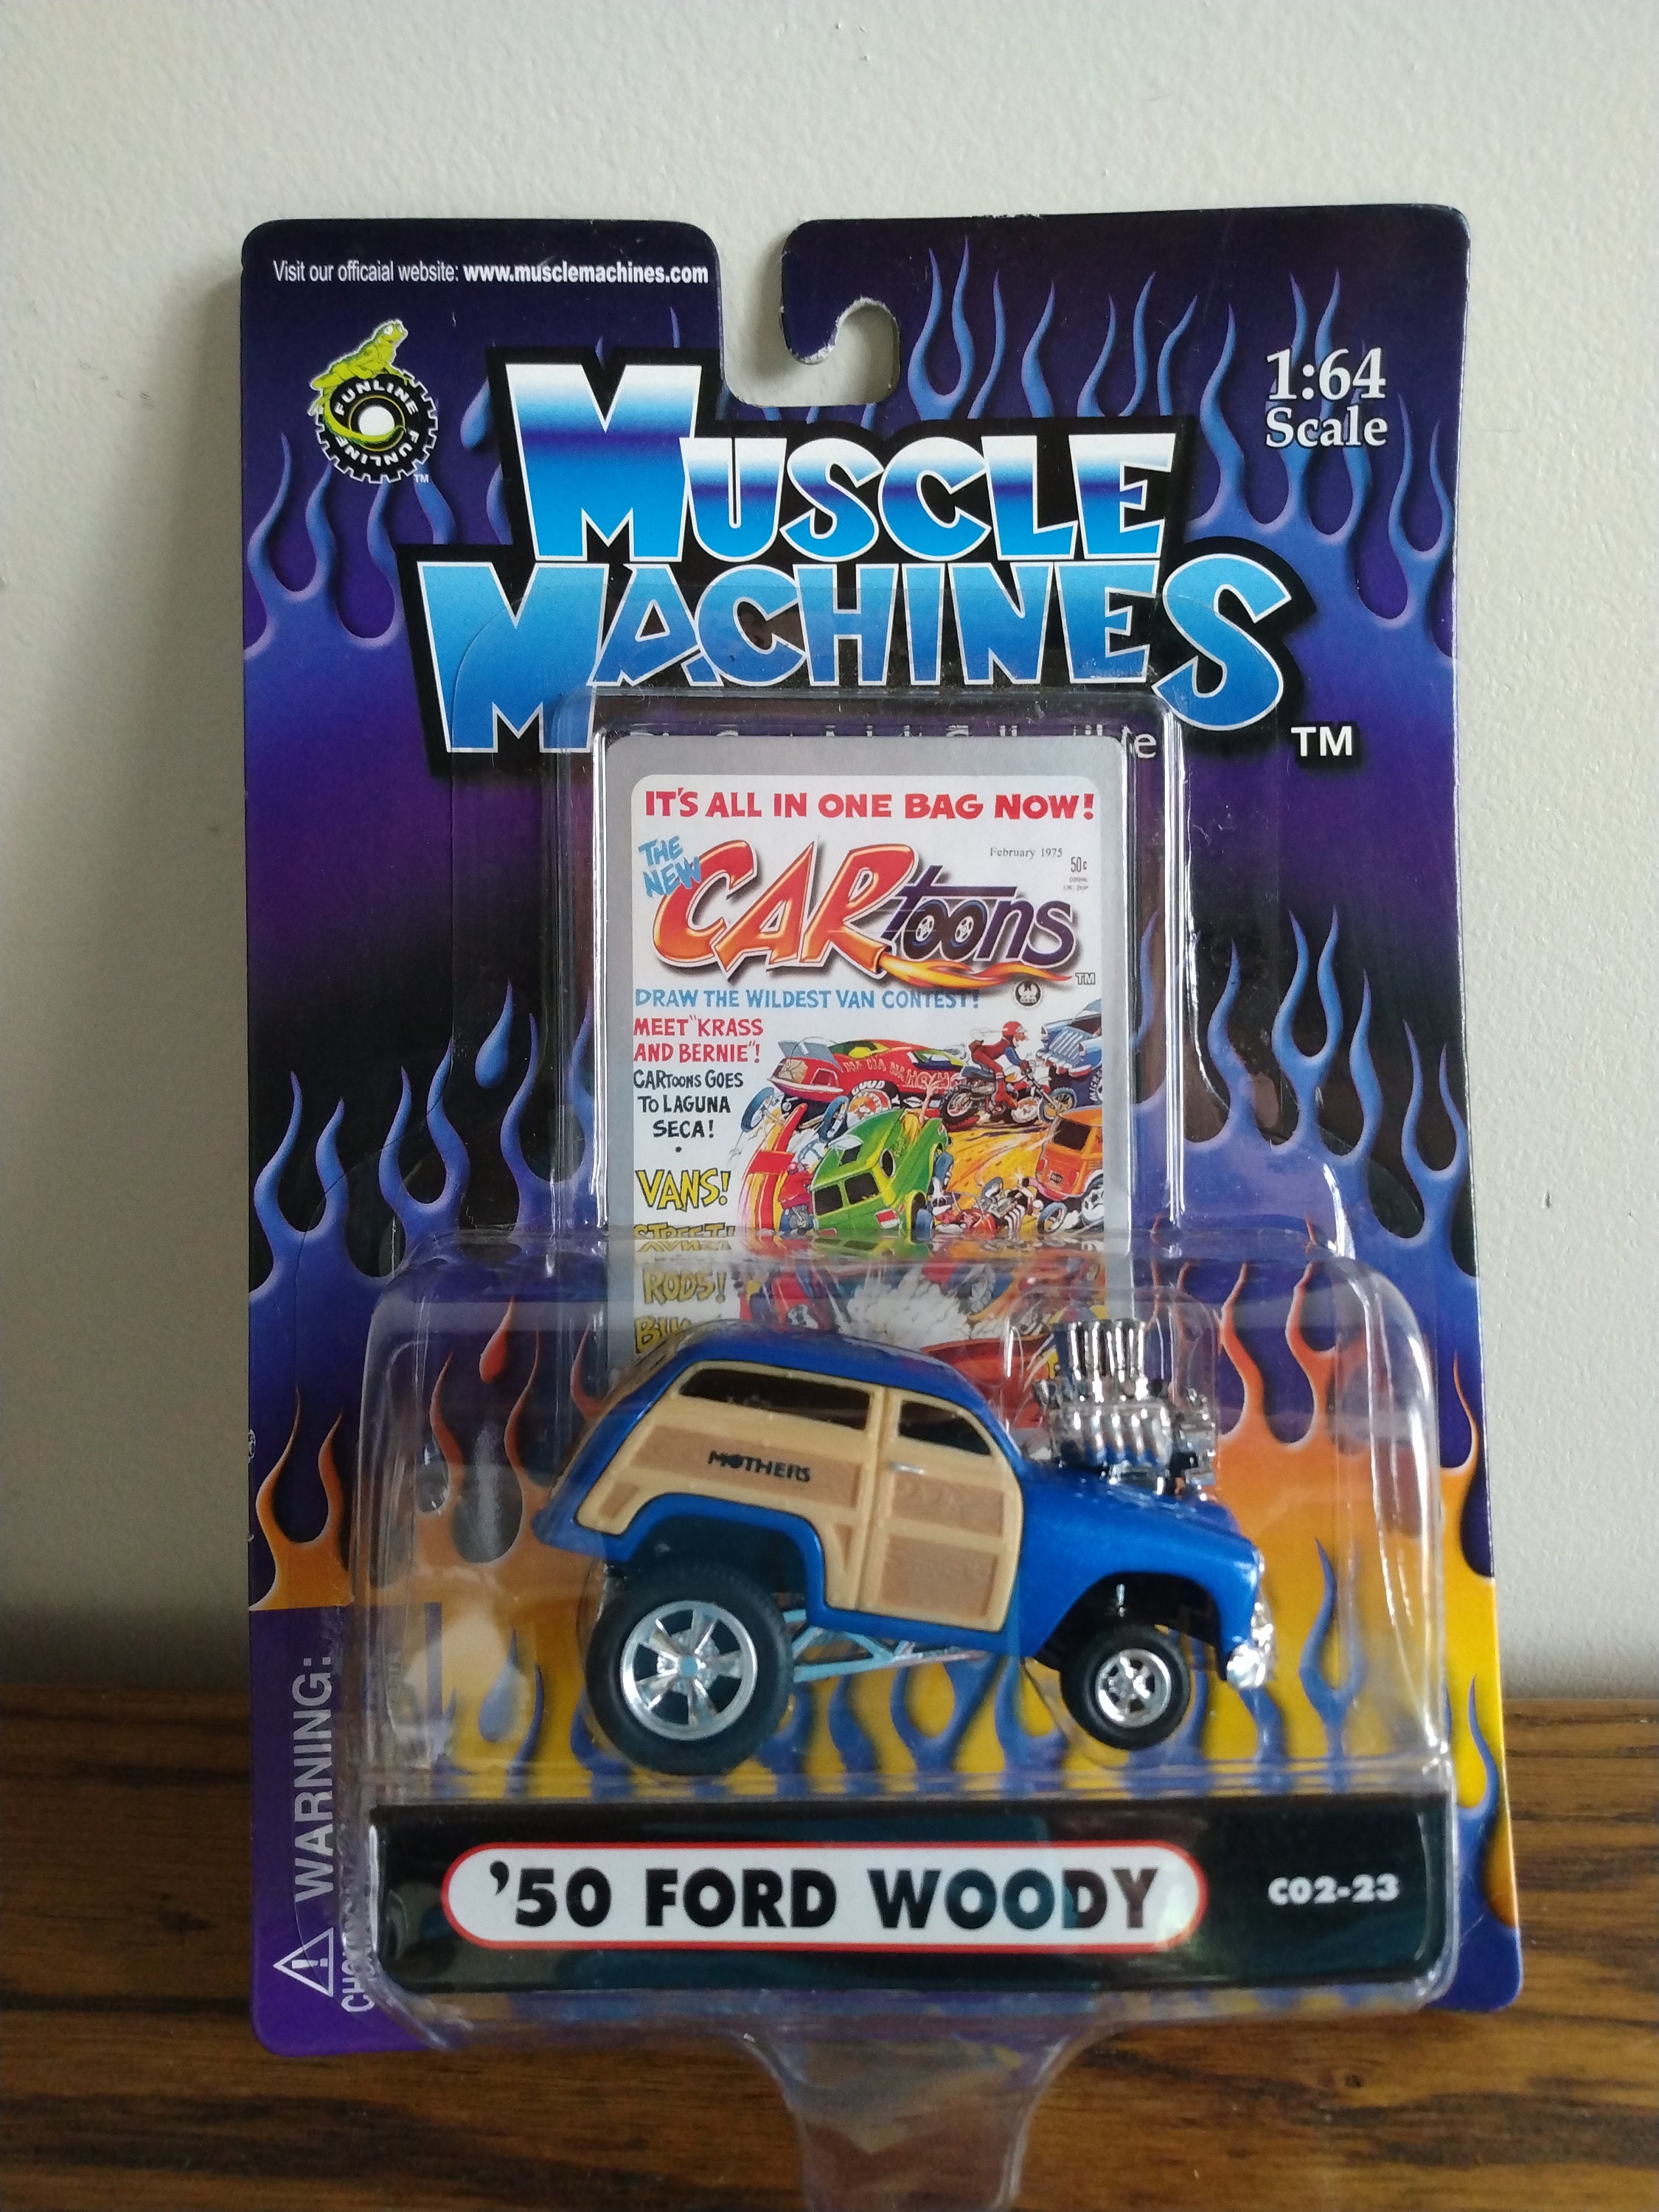 Visit our officaial website: www.musclemachines.com
FUNLINE FUNLINE
TM
1:64
Scale
MUSCLE
MACHINES
TM
IT'S ALL IN ONE BAG NOW!
THE
NEW
CARtoons
February 1975
50¢
TM
DRAW THE WILDEST VAN CONTEST!
MEET "KRASS
AND BERNIE"!
CARtoons GOES
TO LAGUNA
SECA!
VANS!
STREET!
RODS!
MOTHERS
WARNING:
'50 FORD WOODY
C02-23